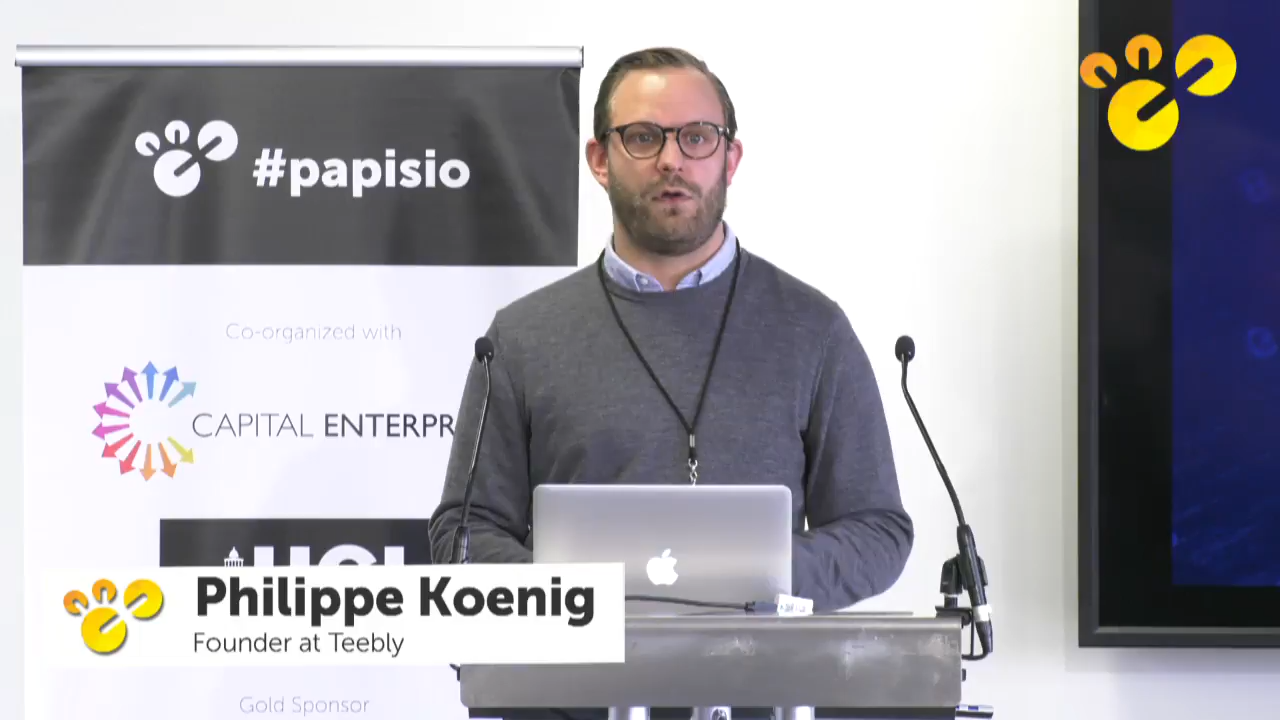 #papisio
Co-organized with
CAPITAL ENTERPR
Philippe Koenig
Founder at Teebly
Gold Sponsor